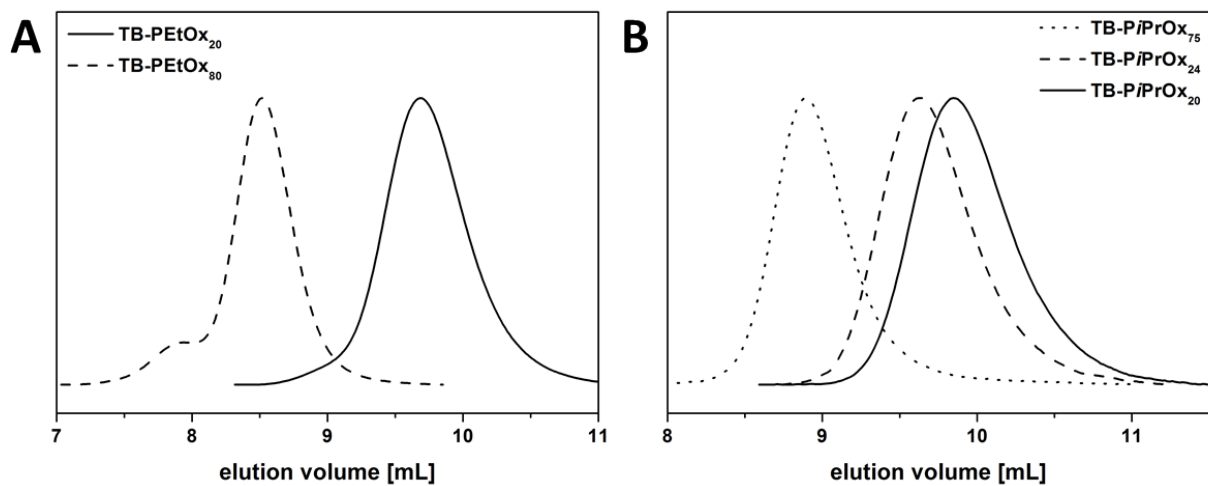 A
TB-PEtOx₂₀
TB-PEtOx₈₀
7 8 9 10 11
elution volume [mL]
B
TB-PiPrOx₇₅
TB-PiPrOx₂₄
TB-PiPrOx₂₀
8 9 10 11
elution volume [mL]